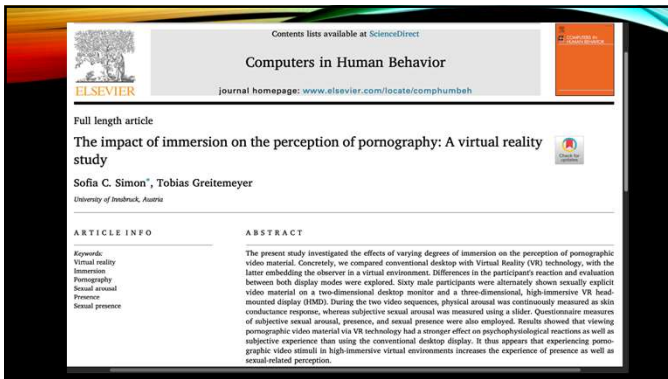 Contents lists available at ScienceDirect
Computers in Human Behavior
journal homepage: www.elsevier.com/locate/comphumbeh
ELSEVIER
COMPUTERS IN
HUMAN BEHAVIOR
Full length article
The impact of immersion on the perception of pornography: A virtual reality
study
Check for
updates
Sofia C. Simon*, Tobias Greitemeyer
University of Innsbruck, Austria
ARTICLE INFO
Keywords:
Virtual reality
Immersion
Pornography
Sexual arousal
Presence
Sexual presence
ABSTRACT
The present study investigated the effects of varying degrees of immersion on the perception of pornographic
video material. Concretely, we compared conventional desktop with Virtual Reality (VR) technology, with the
latter embedding the observer in a virtual environment. Differences in the participant's reaction and evaluation
between both display modes were explored. Sixty male participants were alternately shown sexually explicit
video material on a two-dimensional desktop monitor and a three-dimensional, high-immersive VR head-
mounted display (HMD). During the two video sequences, physical arousal was continuously measured as skin
conductance response, whereas subjective sexual arousal was measured using a slider. Questionnaire measures
of subjective sexual arousal, presence, and sexual presence were also employed. Results showed that viewing
pornographic video material via VR technology had a stronger effect on psychophysiological reactions as well as
subjective experience than using the conventional desktop display. It thus appears that experiencing porno-
graphic video stimuli in high-immersive virtual environments increases the experience of presence as well as
sexual-related perception.